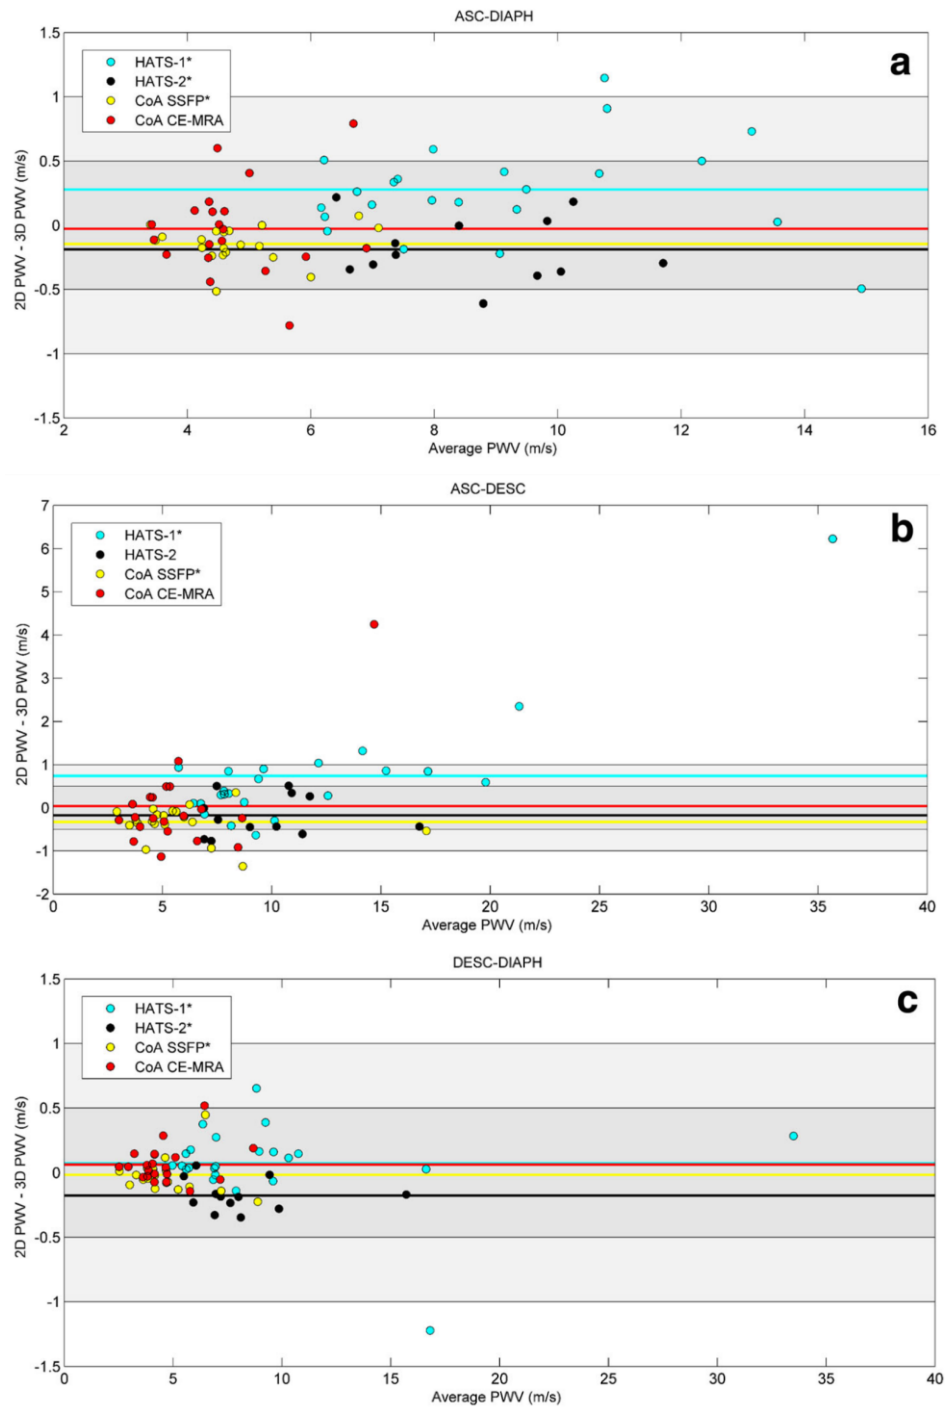 ASC-DIAPH
a
HATS-1*
HATS-2*
CoA SSFP*
CoA CE-MRA
2D PWV - 3D PWV (m/s)
1.5
1
0.5
0
-0.5
-1
-1.5
2 4 6 8 10 12 14 16
Average PWV (m/s)
ASC-DESC
b
HATS-1*
HATS-2
CoA SSFP*
CoA CE-MRA
2D PWV - 3D PWV (m/s)
7
6
5
4
3
2
1
0
-1
-2
0 5 10 15 20 25 30 35 40
Average PWV (m/s)
DESC-DIAPH
c
HATS-1*
HATS-2*
CoA SSFP*
CoA CE-MRA
2D PWV - 3D PWV (m/s)
1.5
1
0.5
0
-0.5
-1
-1.5
0 5 10 15 20 25 30 35 40
Average PWV (m/s)